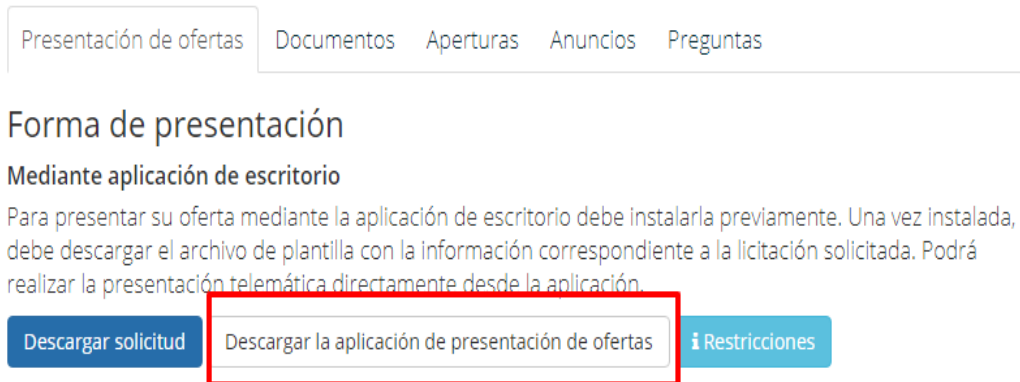 Presentación de ofertas Documentos Aperturas Anuncios Preguntas
Forma de presentación
Mediante aplicación de escritorio
Para presentar su oferta mediante la aplicación de escritorio debe instalarla previamente. Una vez instalada,
debe descargar el archivo de plantilla con la información correspondiente a la licitación solicitada. Podrá
realizar la presentación telemática directamente desde la aplicación.
Descargar solicitud Descargar la aplicación de presentación de ofertas i Restricciones